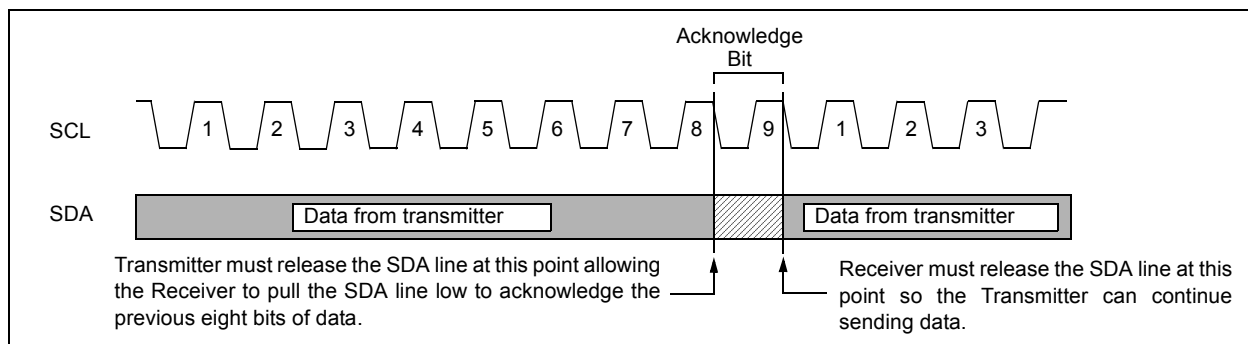 Acknowledge
Bit
SCL 1 2 3 4 5 6 7 8 9 1 2 3
SDA Data from transmitter Data from transmitter
Transmitter must release the SDA line at this point allowing
the Receiver to pull the SDA line low to acknowledge the
previous eight bits of data.
Receiver must release the SDA line at this
point so the Transmitter can continue
sending data.